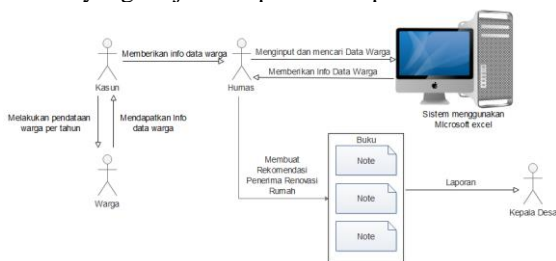 Memberikan info data warga
Menginput dan mencari Data Warga
Memberikan Info Data Warga
Kasun
Humas
Sistem menggunakan
Microsoft excel
Melakukan pendataan
warga per tahun
Mendapatkan Info
data warga
Warga
Membuat
Rekomendasi
Penerima Renovasi
Rumah
Buku
Note
Note
Note
Laporan
Kepala Desa